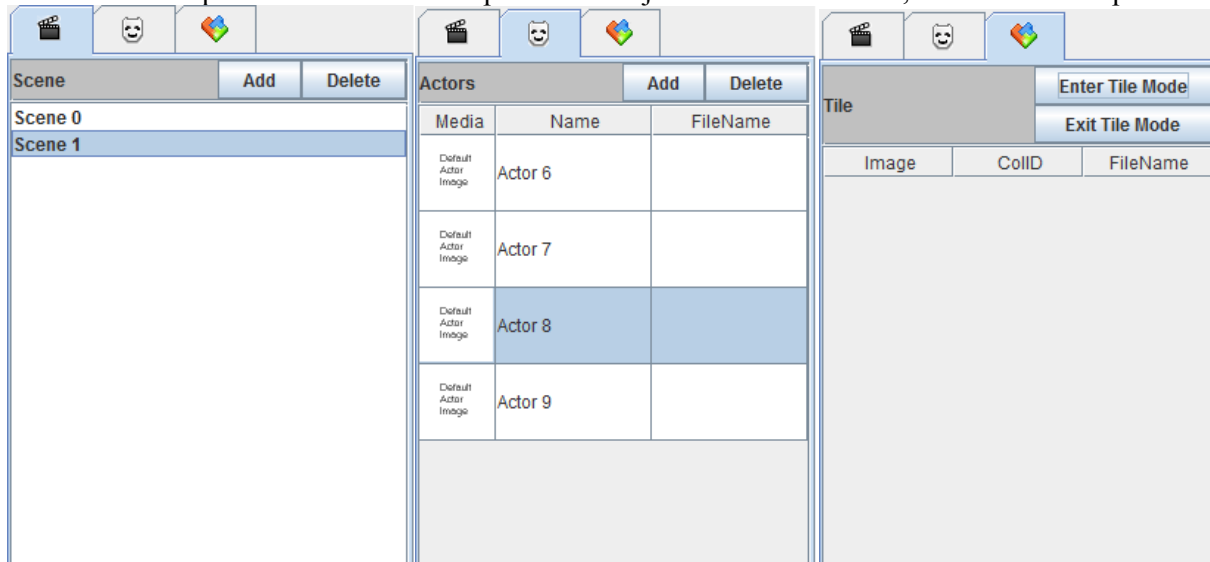 Scene Add Delete
Scene 0
Scene 1
Actors Add Delete
Media Name FileName
Default
Actor
Image
Actor 6
Default
Actor
Image
Actor 7
Default
Actor
Image
Actor 8
Default
Actor
Image
Actor 9
Tile
Enter Tile Mode
Exit Tile Mode
Image CollD FileName